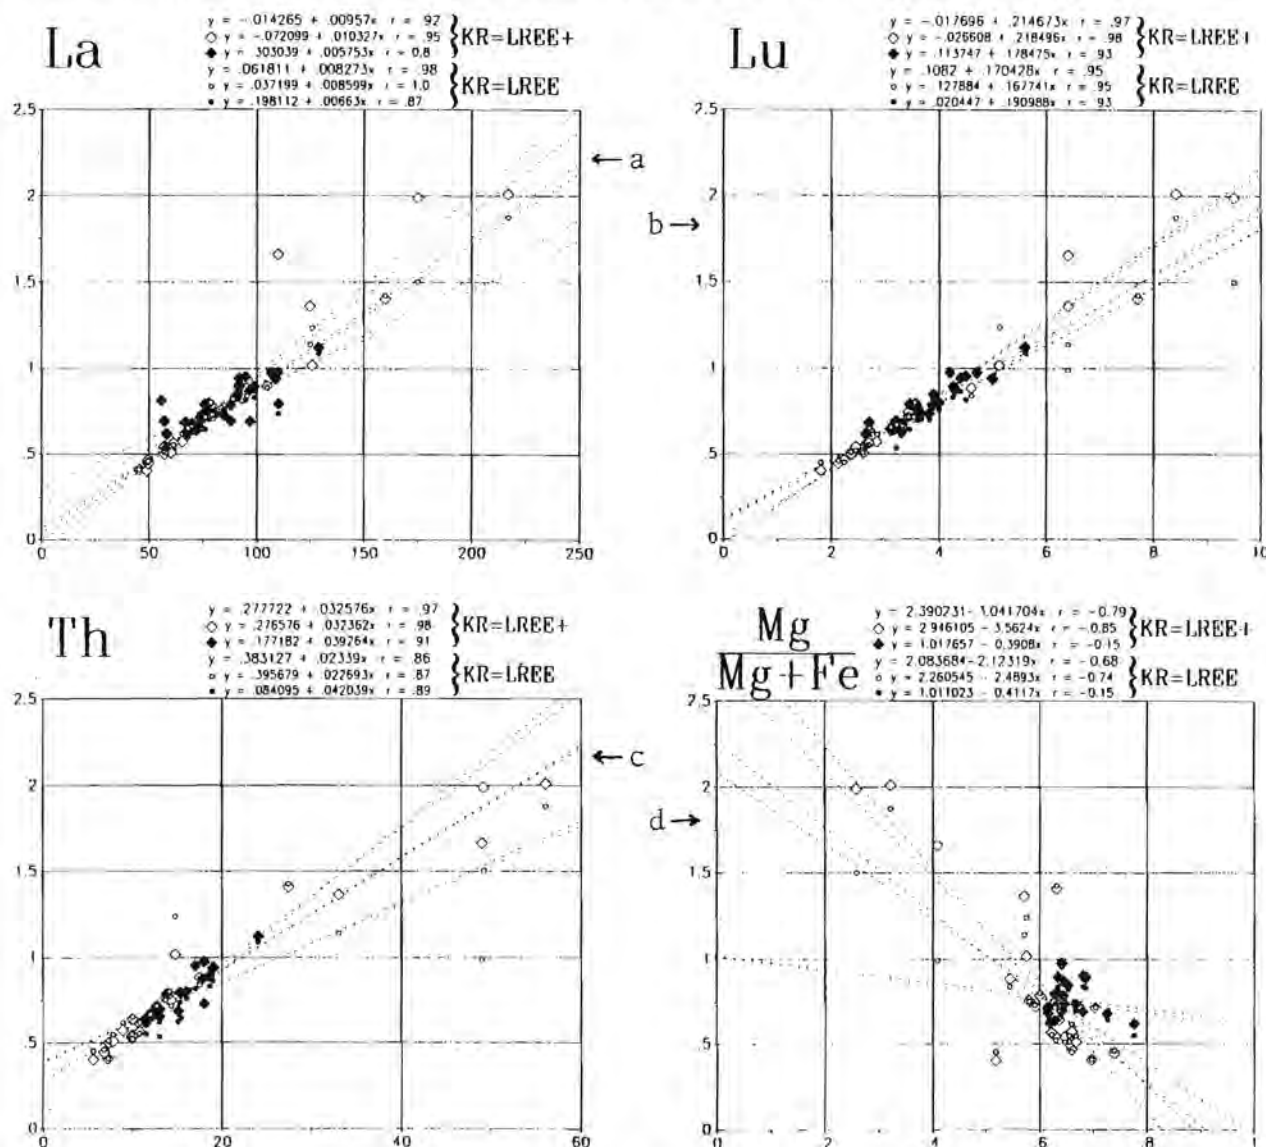 La
y = -.014265 + .00957x r = .92
◇ y = -.072099 + .010327x r = .95
◆ y = .303039 + .005753x r = 0.8
} KR=LREE+
y = .061811 + .008273x r = .98
○ y = .037199 + .008599x r = 1.0
▪ y = .198112 + .00663x r = .87
} KR=LREE
2.5
2
1.5
1
.5
0
0 50 100 150 200 250
← a
Lu
y = -.017696 + .214673x r = .97
◇ y = -.026608 + .218496x r = .98
◆ y = .113747 + .178475x r = .93
} KR=LREE+
y = .1082 + .170428x r = .95
○ y = .127884 + .167741x r = .95
▪ y = .020447 + .190988x r = .93
} KR=LREE
b →
2.5
2
1.5
1
.5
0
0 .2 .4 .6 .8 1.0
Th
y = .277722 + .032576x r = .97
◇ y = .276576 + .032362x r = .98
◆ y = .177182 + .039764x r = .91
} KR=LREE+
y = .383127 + .02339x r = .86
○ y = .395679 + .022693x r = .87
▪ y = .084095 + .042039x r = .89
} KR=LREE
2.5
2
1.5
1
.5
0
0 20 40 60
← c
Mg
Mg+Fe
y = 2.390231-1.041704x r = -0.79
◇ y = 2.946105 - 3.5624x r = -0.85
◆ y = 1.017657 - 0.3908x r = -0.15
} KR=LREE+
y = 2.083684-2.12319x r = -0.68
○ y = 2.260545 - 2.4893x r = -0.74
▪ y = 1.011023 - 0.4117x r = -0.15
} KR=LREE
d →
2.5
2
1.5
1
.5
0
0 .2 .4 .6 .8 1